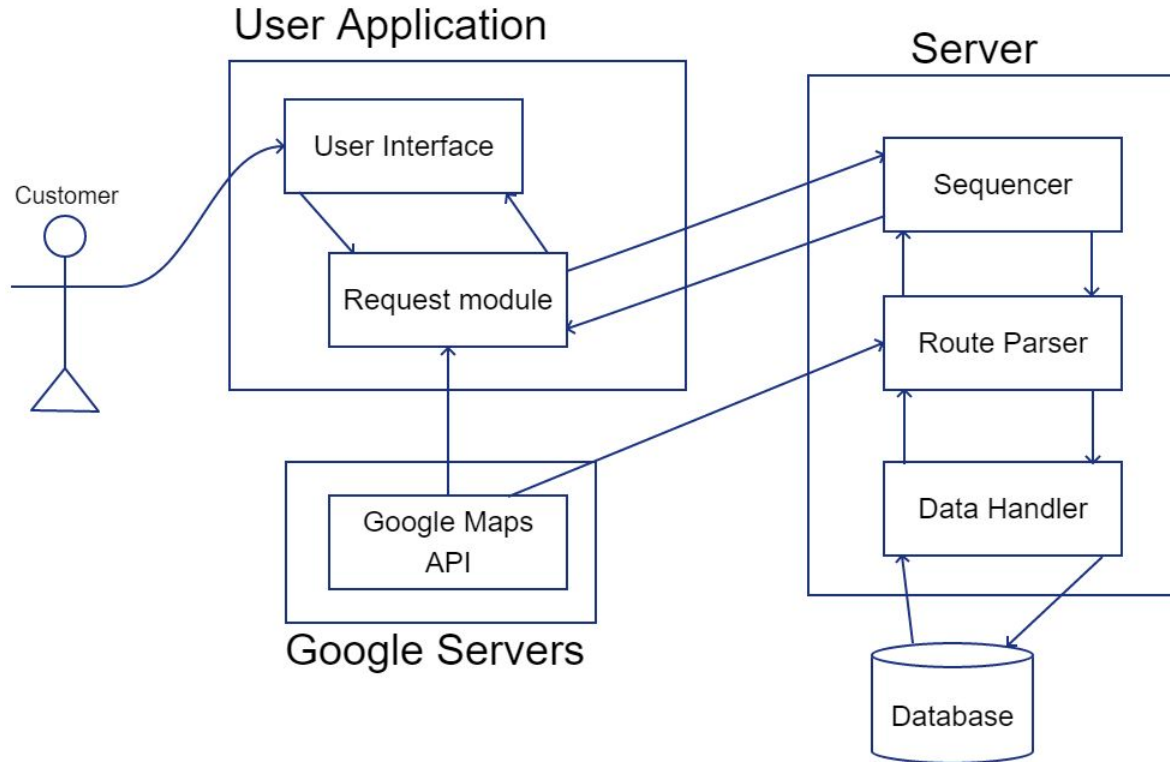 User Application
Server
User Interface
Customer
Sequencer
Request module
Route Parser
Google Maps
API
Data Handler
Google Servers
Database